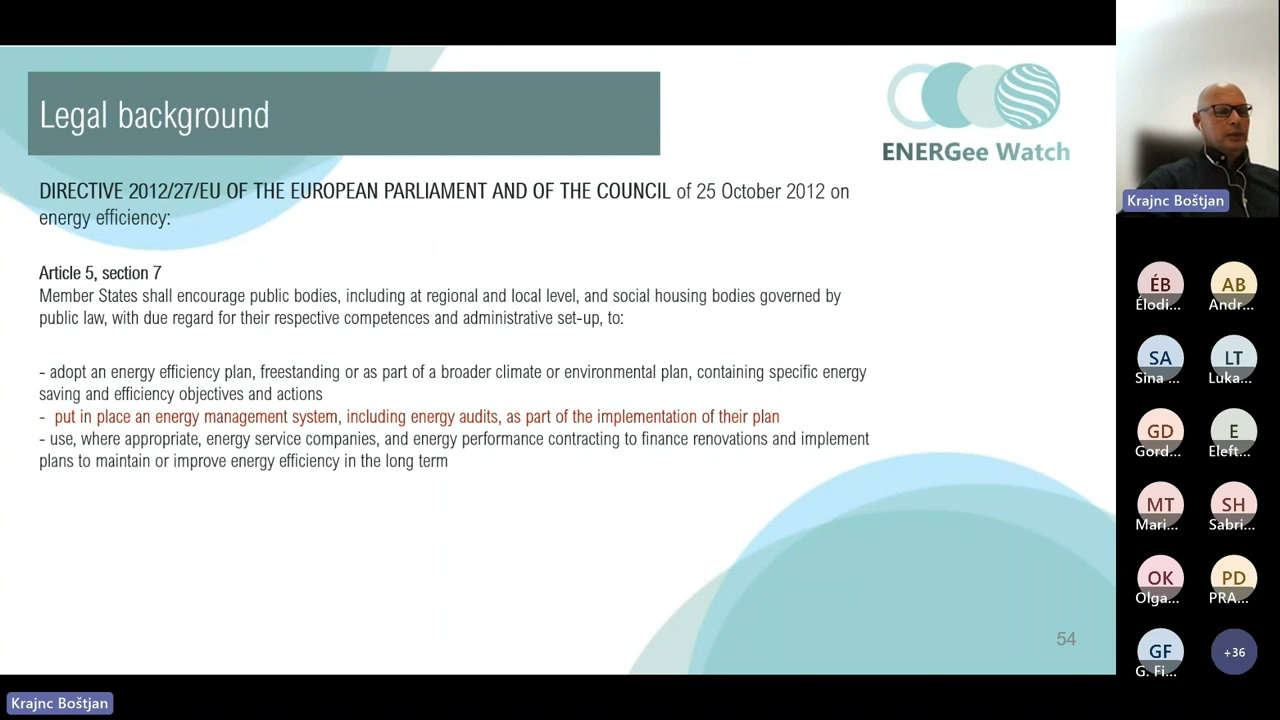 Legal background
ENERGee Watch
DIRECTIVE 2012/27/EU OF THE EUROPEAN PARLIAMENT AND OF THE COUNCIL of 25 October 2012 on
energy efficiency:
Article 5, section 7
Member States shall encourage public bodies, including at regional and local level, and social housing bodies governed by
public law, with due regard for their respective competences and administrative set-up, to:
- adopt an energy efficiency plan, freestanding or as part of a broader climate or environmental plan, containing specific energy
saving and efficiency objectives and actions
- put in place an energy management system, including energy audits, as part of the implementation of their plan
- use, where appropriate, energy service companies, and energy performance contracting to finance renovations and implement
plans to maintain or improve energy efficiency in the long term
54
Krajnc Boštjan
ÉB
Élodi...
AB
Andr...
SA
Sina ...
LT
Luka...
GD
Gord...
E
Eleft...
MT
Mari...
SH
Sabri...
OK
Olga...
PD
PRA...
GF
G. Fi...
+36
Krajnc Boštjan